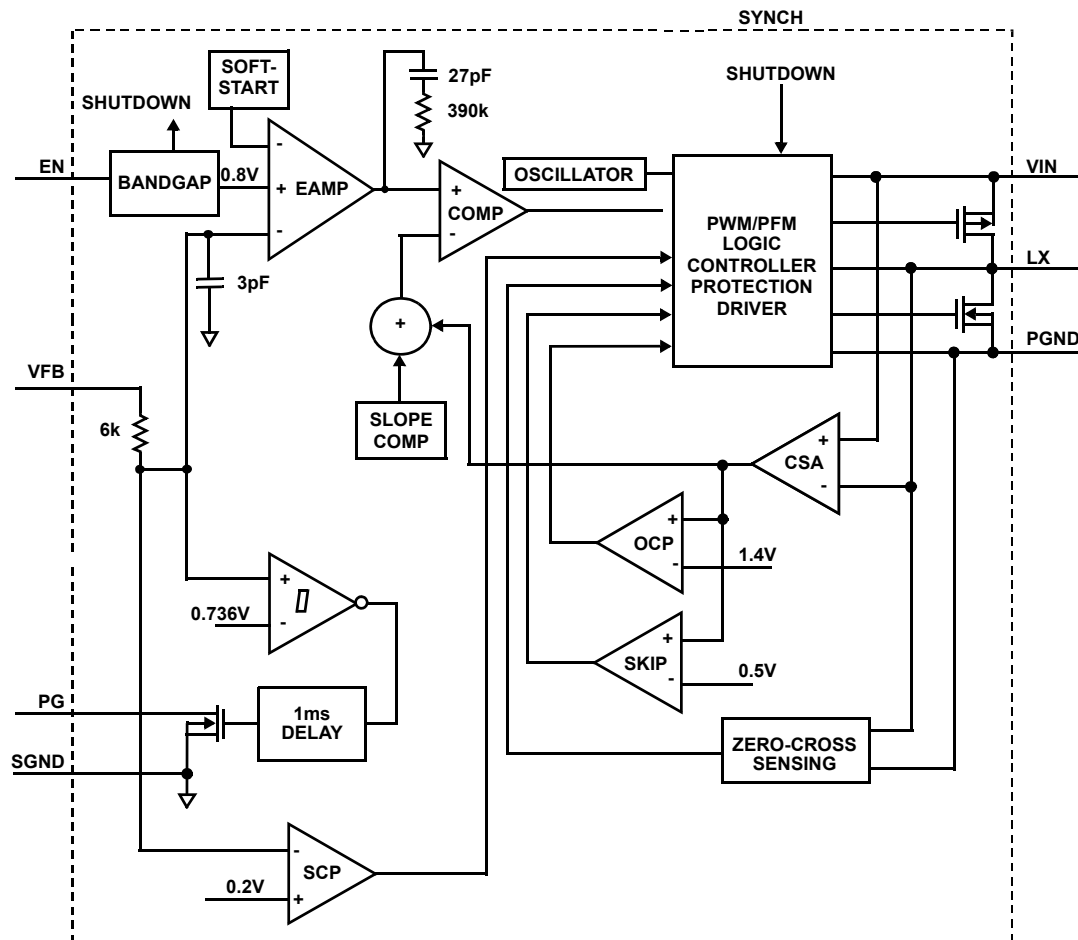 SYNCH
SOFT-
START
27pF
390k
SHUTDOWN
SHUTDOWN
EN
BANDGAP
0.8V
-
+
-
EAMP
+
-
COMP
OSCILLATOR
VIN
PWM/PFM
LOGIC
CONTROLLER
PROTECTION
DRIVER
LX
3pF
+
PGND
VFB
6k
SLOPE
COMP
+
-
CSA
+
-
OCP
1.4V
+
-
0.736V
+
-
SKIP
0.5V
PG
1ms
DELAY
ZERO-CROSS
SENSING
SGND
-
+
SCP
0.2V